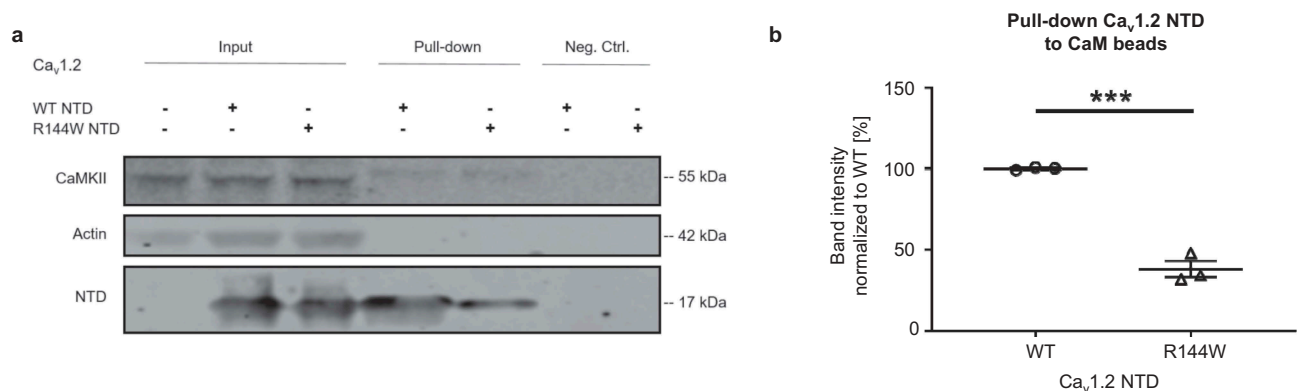 a
Input Pull-down Neg. Ctrl.
Cav1.2
WT NTD - + - + - + -
R144W NTD - - + - + - +
CaMKII -- 55 kDa
Actin -- 42 kDa
NTD -- 17 kDa
b
Pull-down Cav1.2 NTD
to CaM beads
Band intensity
normalized to WT [%]
150
100
50
0
***
WT R144W
Cav1.2 NTD